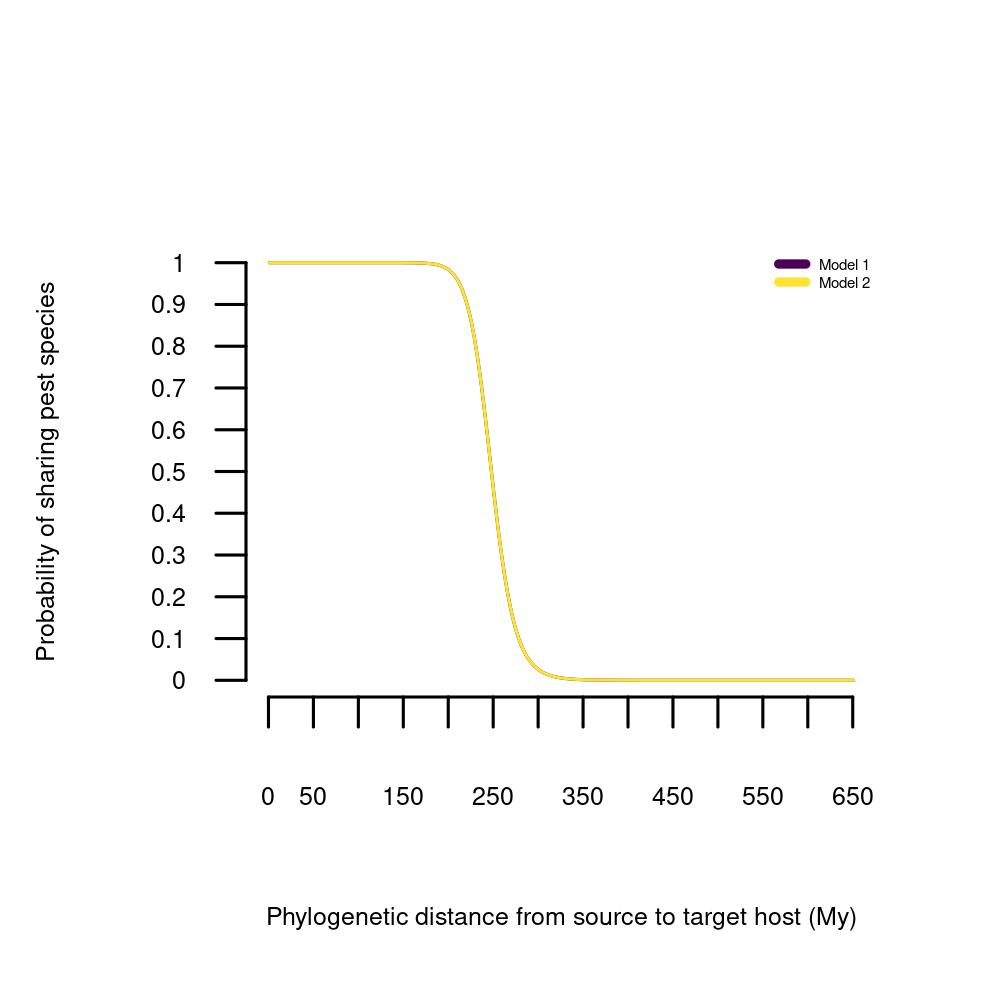 Model 1
Model 2
Probability of sharing pest species
1
0.9
0.8
0.7
0.6
0.5
0.4
0.3
0.2
0.1
0
0 50 150 250 350 450 550 650
Phylogenetic distance from source to target host (My)